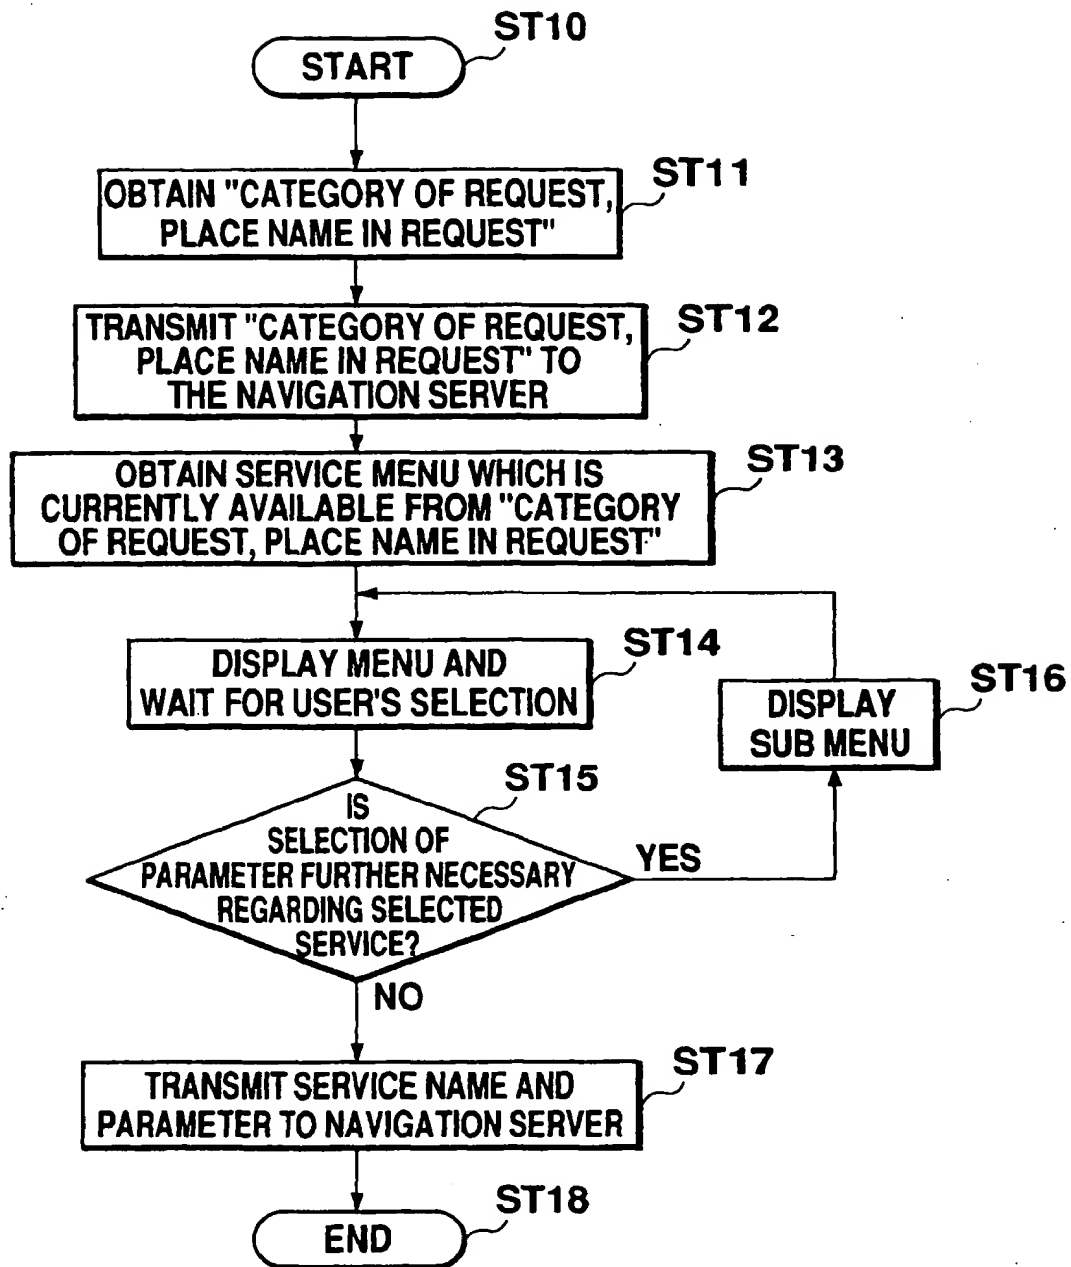 ST10
START
ST11
OBTAIN "CATEGORY OF REQUEST,
PLACE NAME IN REQUEST"
ST12
TRANSMIT "CATEGORY OF REQUEST,
PLACE NAME IN REQUEST" TO
THE NAVIGATION SERVER
ST13
OBTAIN SERVICE MENU WHICH IS
CURRENTLY AVAILABLE FROM "CATEGORY
OF REQUEST, PLACE NAME IN REQUEST"
ST14
DISPLAY MENU AND
WAIT FOR USER'S SELECTION
ST16
DISPLAY
SUB MENU
ST15
IS
SELECTION OF
PARAMETER FURTHER NECESSARY
REGARDING SELECTED
SERVICE?
YES
NO
ST17
TRANSMIT SERVICE NAME AND
PARAMETER TO NAVIGATION SERVER
ST18
END